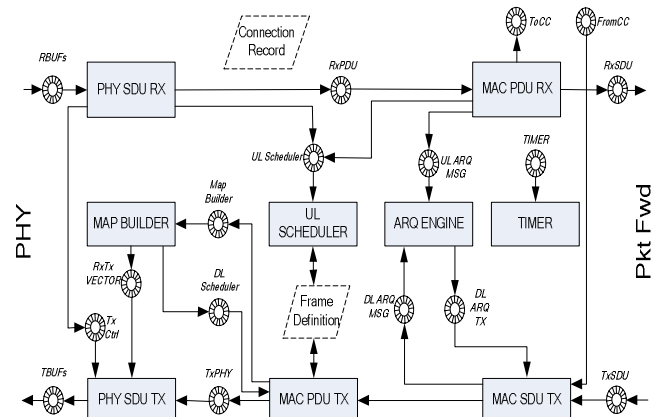 ToCC
FromCC
Connection
Record
RBUFs
RxPDU
RxSDU
PHY SDU RX
MAC PDU RX
UL Scheduler
UL ARQ
MSG
TIMER
Map
Builder
MAP BUILDER
UL
SCHEDULER
ARQ ENGINE
TIMER
PHY
Pkt Fwd
RxTx
VECTOR
DL
Scheduler
Frame
Definition
DL ARQ
MSG
DL
ARQ
TX
Tx
Ctrl
TBUFs
TxPHY
TxSDU
PHY SDU TX
MAC PDU TX
MAC SDU TX